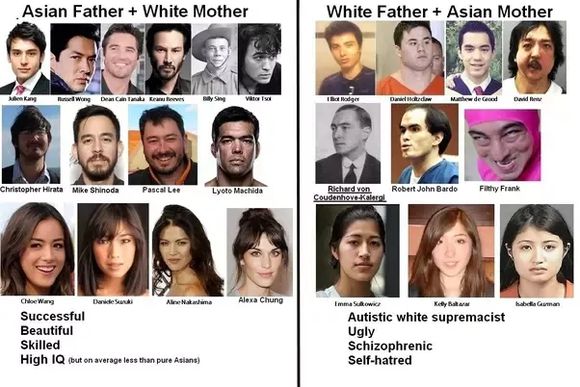 Asian Father + White Mother
Julien Kang
Russell Wong
Dean Cain Tanaka
Keanu Reeves
Billy Sing
Viktor Tsoi
Christopher Hirata
Mike Shinoda
Pascal Lee
Lyoto Machida
Chloe Wang
Daniele Suzuki
Aline Nakashima
Alexa Chung
Successful
Beautiful
Skilled
High IQ (but on average less than pure Asians)
White Father + Asian Mother
Elliot Rodger
Daniel Holtzclaw
Matthew de Grood
David Renz
Richard von
Coudenhove-Kalergi
Robert John Bardo
Filthy Frank
Emma Sulkowicz
Kelly Baltazar
Isabella Guzman
Autistic white supremacist
Ugly
Schizophrenic
Self-hatred